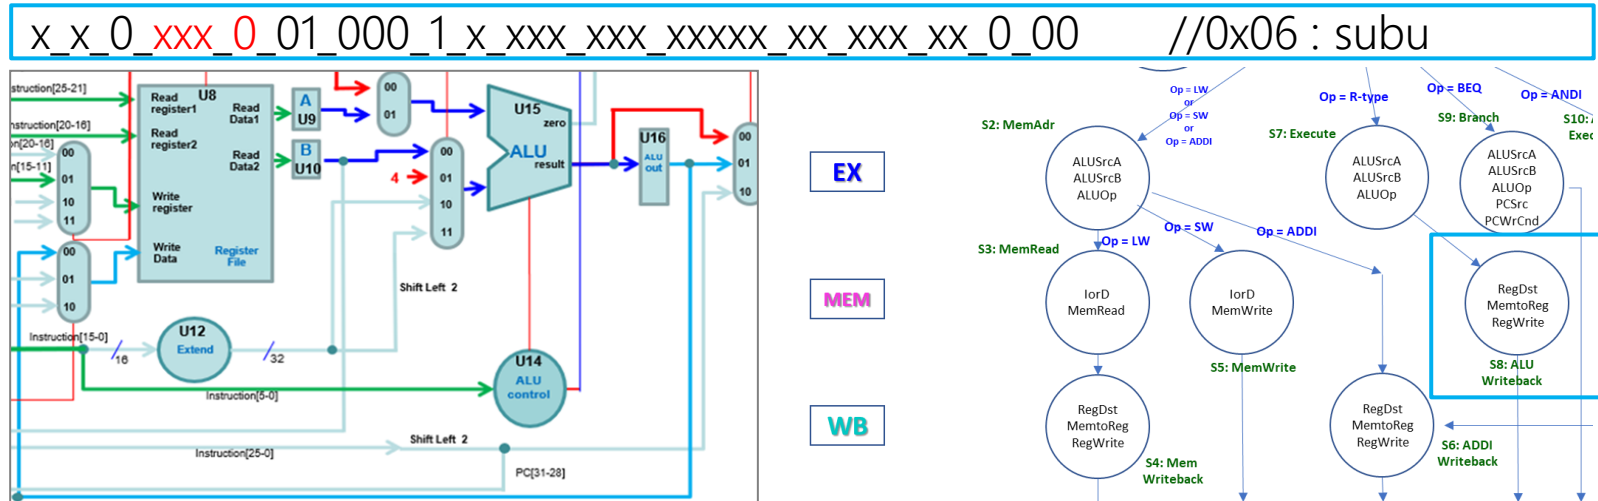 x_x_0_xxx_0_01_000_1_x_xxx_xxx_xxxxx_xx_xxx_xx_0_00 //0x06 : subu
struction[25-21]
nstruction[20-16]
n[20-16]
n[15-11]
00
01
10
11
00
01
10
U8
Read
register1
Read
register2
Write
register
Write
Data
Read
Data1
Read
Data2
Register
File
A
U9
B
U10
00
01
4
00
01
10
11
U15
zero
ALU
result
U16
ALU
out
00
01
10
Shift Left 2
Instruction[15-0]
16
U12
Extend
32
U14
ALU
control
Instruction[5-0]
Shift Left 2
Instruction[25-0]
PC[31-28]
EX
MEM
WB
Op = LW
or
Op = SW
or
Op = ADDI
Op = R-type
Op = BEQ
Op = ANDI
S2: MemAdr
S7: Execute
S9: Branch
S10:
Exec
ALUSrcA
ALUSrcB
ALUOp
ALUSrcA
ALUSrcB
ALUOp
ALUSrcA
ALUSrcB
ALUOp
PCSrc
PCWrCnd
S3: MemRead
Op = LW
Op = SW
Op = ADDI
IorD
MemRead
IorD
MemWrite
RegDst
MemtoReg
RegWrite
S5: MemWrite
S8: ALU
Writeback
RegDst
MemtoReg
RegWrite
S4: Mem
Writeback
RegDst
MemtoReg
RegWrite
S6: ADDI
Writeback